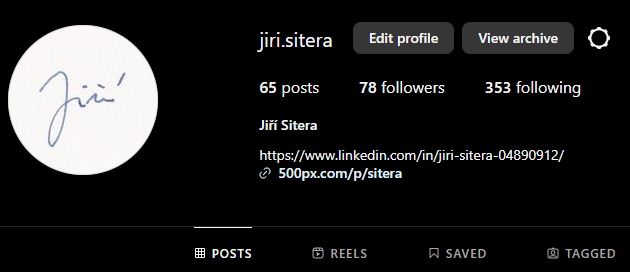 Jiří
jiri.sitera Edit profile View archive
65 posts 78 followers 353 following
Jiří Sitera
https://www.linkedin.com/in/jiri-sitera-04890912/
500px.com/p/sitera
POSTS REELS SAVED TAGGED